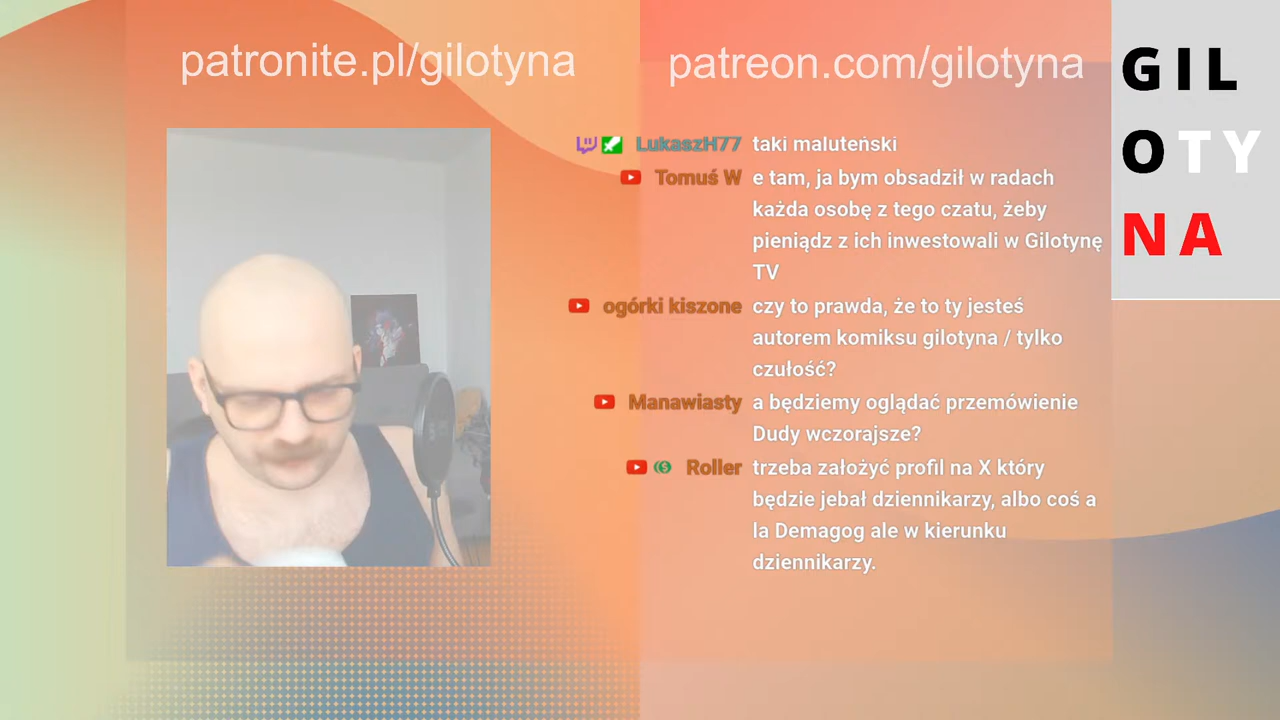 patronite.pl/gilotyna
patreon.com/gilotyna
GIL
OTY
NA
LukaszH77 taki maluteński
Tomuś W e tam, ja bym obsadził w radach
każda osobę z tego czatu, żeby
pieniądz z ich inwestowali w Gilotynę
TV
ogórki kiszone czy to prawda, że to ty jesteś
autorem komiksu gilotyna / tylko
czułość?
Manawiasty a będziemy oglądać przemówienie
Dudy wczorajsze?
Roller trzeba założyć profil na X który
będzie jebał dziennikarzy, albo coś a
la Demagog ale w kierunku
dziennikarzy.